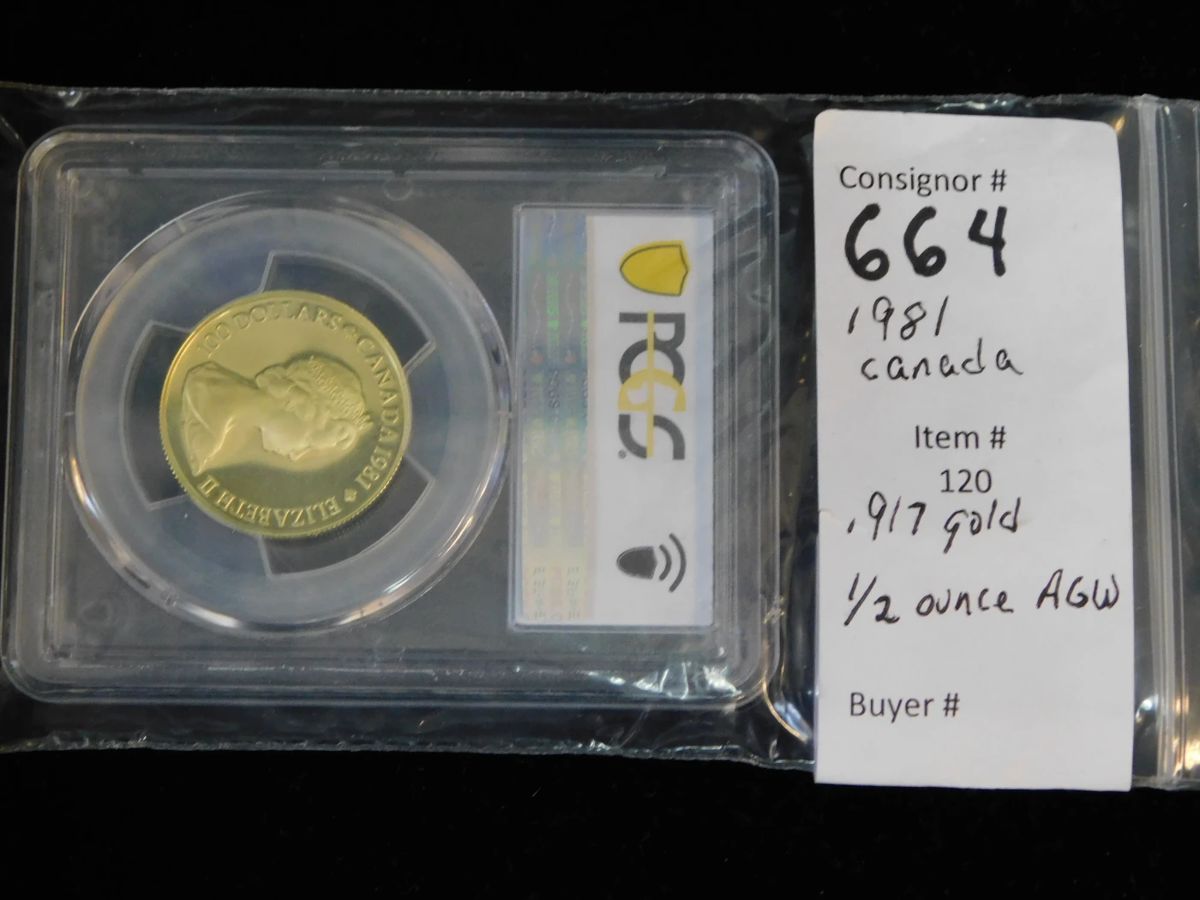 100 DOLLARS CANADA 1981 ELIZABETH II
PCGS.
Consignor #
664
1981
canada
Item #
120
.917 gold
1/2 ounce AGW
Buyer #